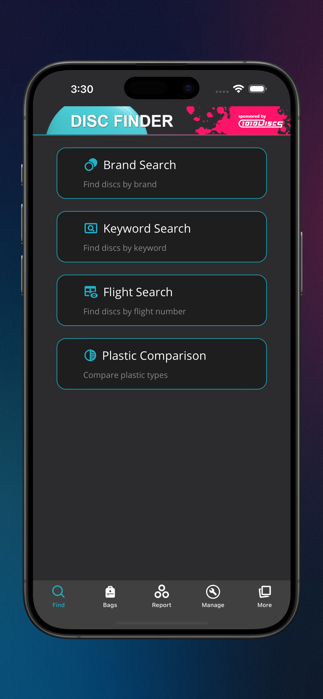 3:30
DISC FINDER
sponsored by
1010DISCS
Brand Search
Find discs by brand
Keyword Search
Find discs by keyword
Flight Search
Find discs by flight number
Plastic Comparison
Compare plastic types
Find
Bags
Report
Manage
More